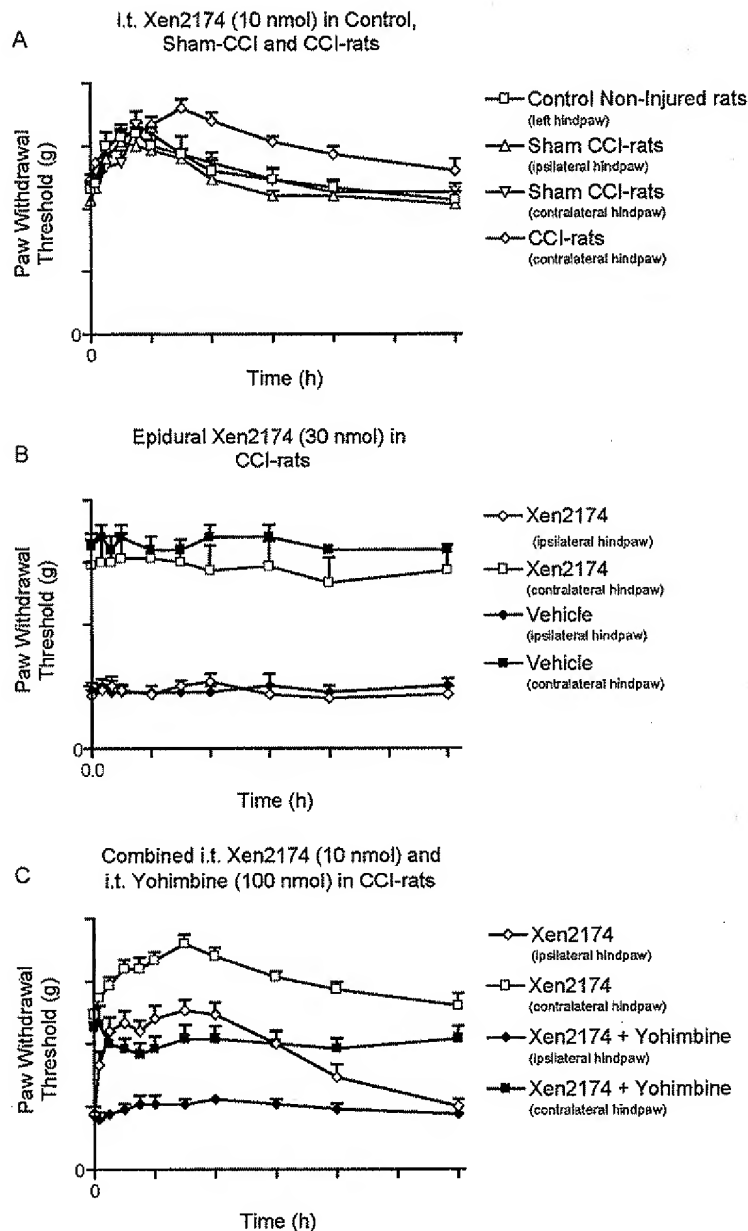 A
i.t. Xen2174 (10 nmol) in Control,
Sham-CCI and CCI-rats
Paw Withdrawal
Threshold (g)
0
0
Time (h)
Control Non-Injured rats
(left hindpaw)
Sham CCI-rats
(ipsilateral hindpaw)
Sham CCI-rats
(contralateral hindpaw)
CCI-rats
(contralateral hindpaw)
B
Epidural Xen2174 (30 nmol) in
CCI-rats
Paw Withdrawal
Threshold (g)
0
0.0
Time (h)
Xen2174
(ipsilateral hindpaw)
Xen2174
(contralateral hindpaw)
Vehicle
(ipsilateral hindpaw)
Vehicle
(contralateral hindpaw)
C
Combined i.t. Xen2174 (10 nmol) and
i.t. Yohimbine (100 nmol) in CCI-rats
Paw Withdrawal
Threshold (g)
0
0
Time (h)
Xen2174
(ipsilateral hindpaw)
Xen2174
(contralateral hindpaw)
Xen2174 + Yohimbine
(ipsilateral hindpaw)
Xen2174 + Yohimbine
(contralateral hindpaw)